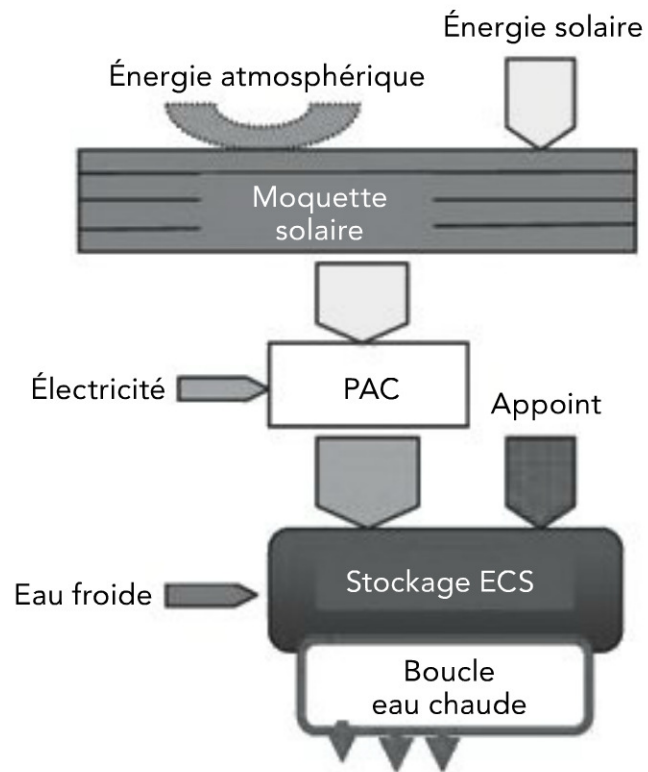 Énergie solaire
Énergie atmosphérique
Moquette
solaire
Électricité
PAC
Appoint
Eau froide
Stockage ECS
Boucle
eau chaude